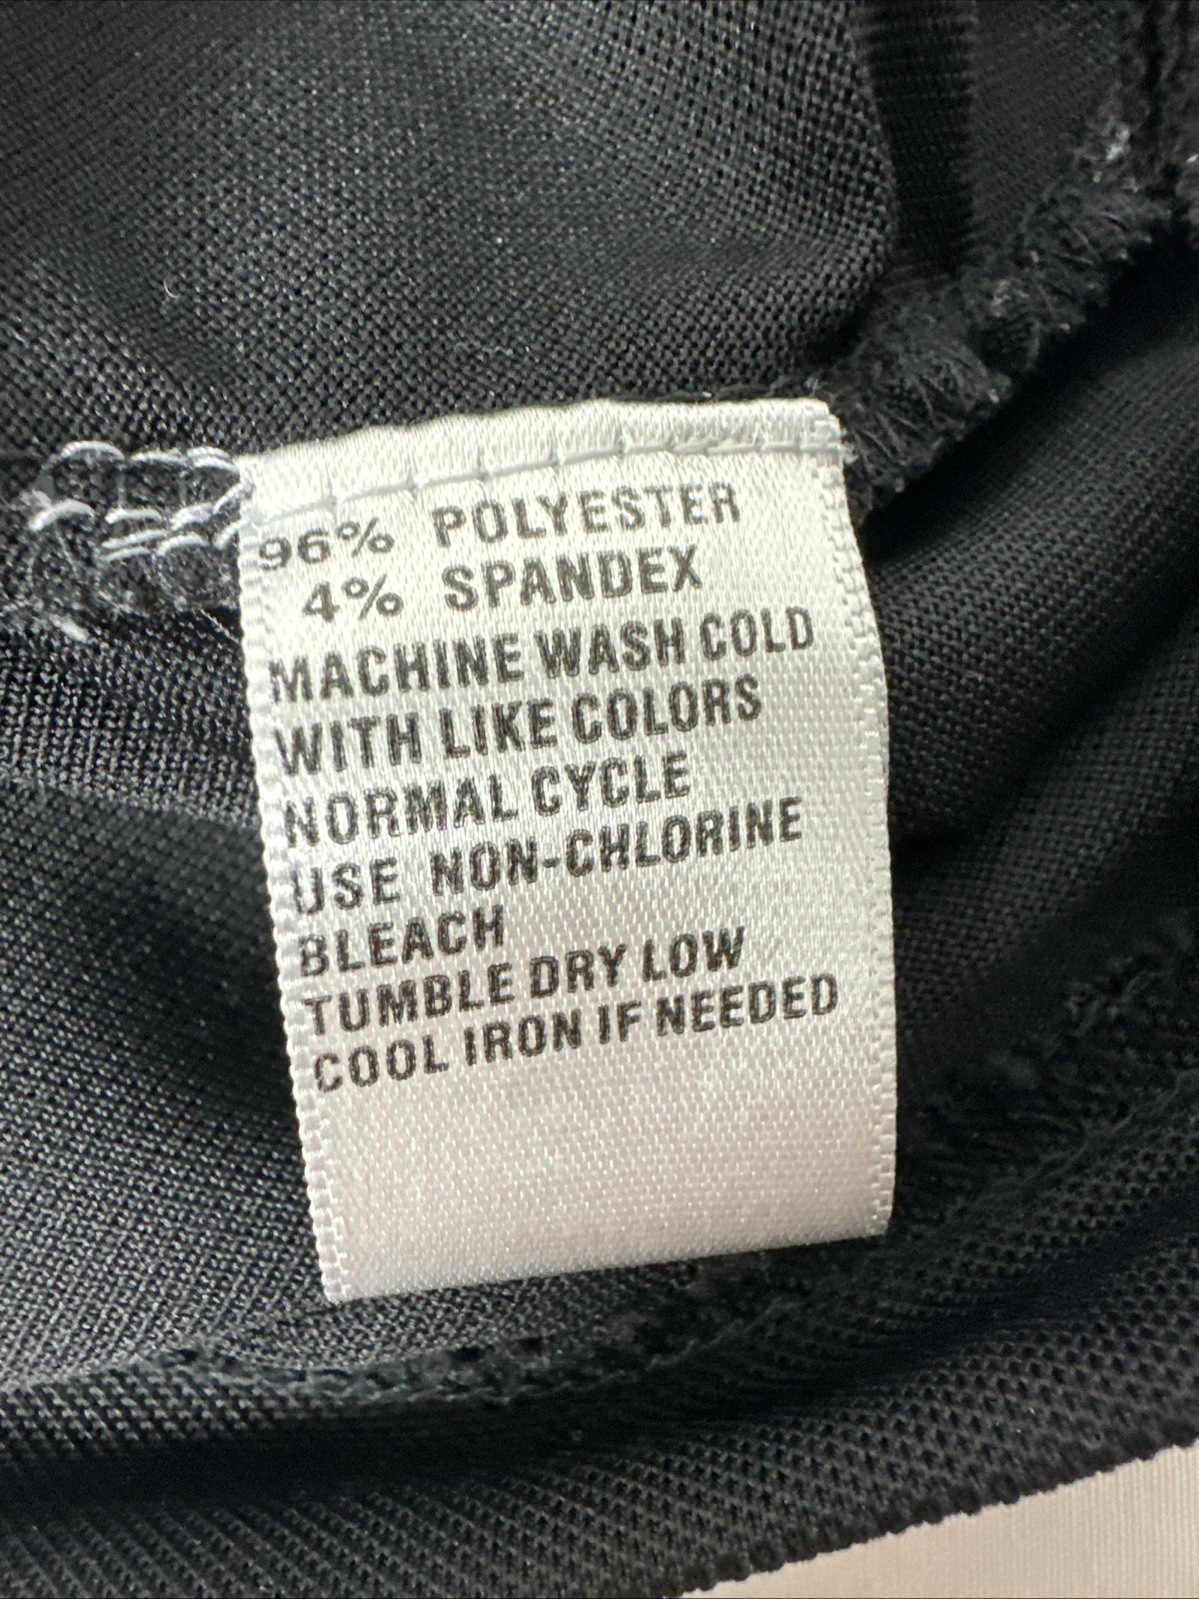 96% POLYESTER
4% SPANDEX
MACHINE WASH COLD
WITH LIKE COLORS
NORMAL CYCLE
USE NON-CHLORINE
BLEACH
TUMBLE DRY LOW
COOL IRON IF NEEDED